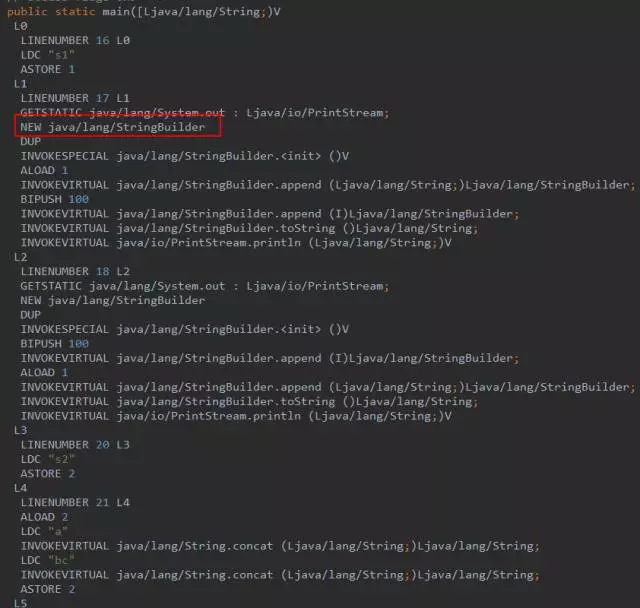 public static main([Ljava/lang/String;)V
L0
LINENUMBER 16 L0
LDC "s1"
ASTORE 1
L1
LINENUMBER 17 L1
GETSTATIC java/lang/System.out : Ljava/io/PrintStream;
NEW java/lang/StringBuilder
DUP
INVOKESPECIAL java/lang/StringBuilder.<init> ()V
ALOAD 1
INVOKEVIRTUAL java/lang/StringBuilder.append (Ljava/lang/String;)Ljava/lang/StringBuilder;
BIPUSH 100
INVOKEVIRTUAL java/lang/StringBuilder.append (I)Ljava/lang/StringBuilder;
INVOKEVIRTUAL java/lang/StringBuilder.toString ()Ljava/lang/String;
INVOKEVIRTUAL java/io/PrintStream.println (Ljava/lang/String;)V
L2
LINENUMBER 18 L2
GETSTATIC java/lang/System.out : Ljava/io/PrintStream;
NEW java/lang/StringBuilder
DUP
INVOKESPECIAL java/lang/StringBuilder.<init> ()V
BIPUSH 100
INVOKEVIRTUAL java/lang/StringBuilder.append (I)Ljava/lang/StringBuilder;
ALOAD 1
INVOKEVIRTUAL java/lang/StringBuilder.append (Ljava/lang/String;)Ljava/lang/StringBuilder;
INVOKEVIRTUAL java/lang/StringBuilder.toString ()Ljava/lang/String;
INVOKEVIRTUAL java/io/PrintStream.println (Ljava/lang/String;)V
L3
LINENUMBER 20 L3
LDC "s2"
ASTORE 2
L4
LINENUMBER 21 L4
ALOAD 2
LDC "a"
INVOKEVIRTUAL java/lang/String.concat (Ljava/lang/String;)Ljava/lang/String;
LDC "bc"
INVOKEVIRTUAL java/lang/String.concat (Ljava/lang/String;)Ljava/lang/String;
ASTORE 2
L5